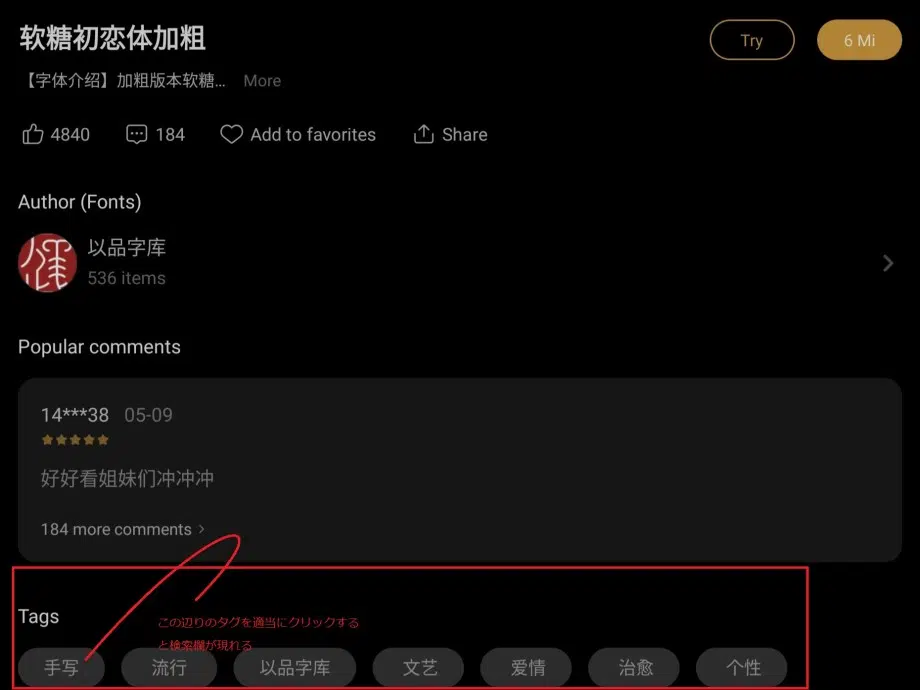 软糖初恋体加粗
Try
6 Mi
【字体介绍】加粗版本软糖... More
4840
184
Add to favorites
Share
Author (Fonts)
以品字库
536 items
Popular comments
14***38 05-09
好好看姐妹们冲冲冲
184 more comments
Tags
この辺りのタグを適当にクリックする
と検索欄が現れる
手写 流行 以品字库 文艺 爱情 治愈 个性